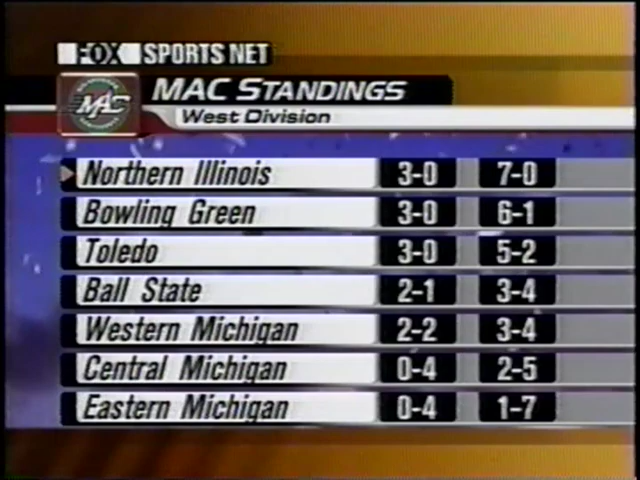 FOX SPORTS NET
MAC STANDINGS
MAC
West Division
Northern Illinois 3-0 7-0
Bowling Green 3-0 6-1
Toledo 3-0 5-2
Ball State 2-1 3-4
Western Michigan 2-2 3-4
Central Michigan 0-4 2-5
Eastern Michigan 0-4 1-7